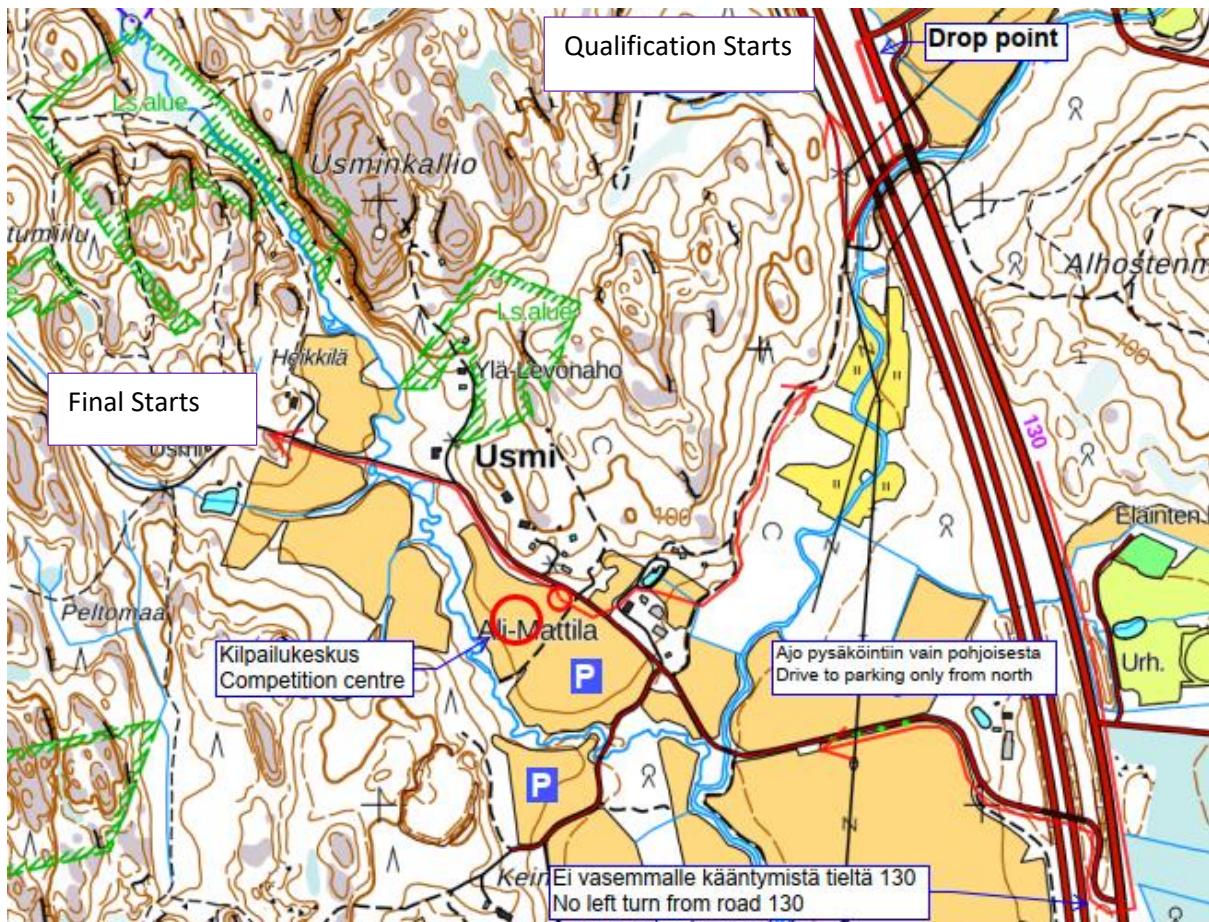 Qualification Starts
Drop point
Ls.alue
Usminkallio
tumiilu
Alhostenm
Ls.alue
Heikkilä
Ylä-Levonaho
100
Final Starts
130
Usmi
100
Eläinten
Peltomaa
Ali-Mattila
Kilpailukeskus
Competition centre
Ajo pysäköintiin vain pohjoisesta
Drive to parking only from north
Urh.
P
P
Kein
Ei vasemmalle kääntymistä tieltä 130
No left turn from road 130